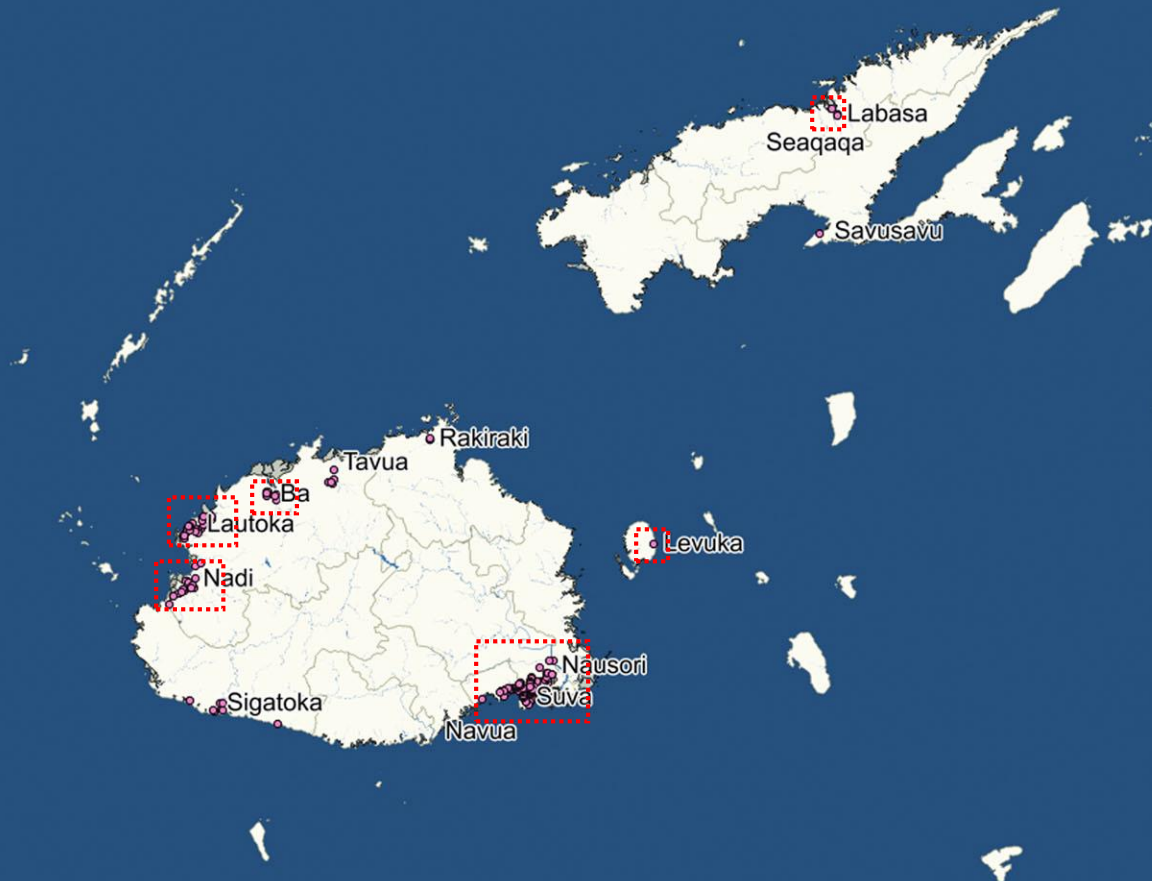 Labasa
Seaqaqa
Savusavu
Rakiraki
Tavua
Ba
Lautoka
Levuka
Nadi
Nausori
Suva
Sigatoka
Navua